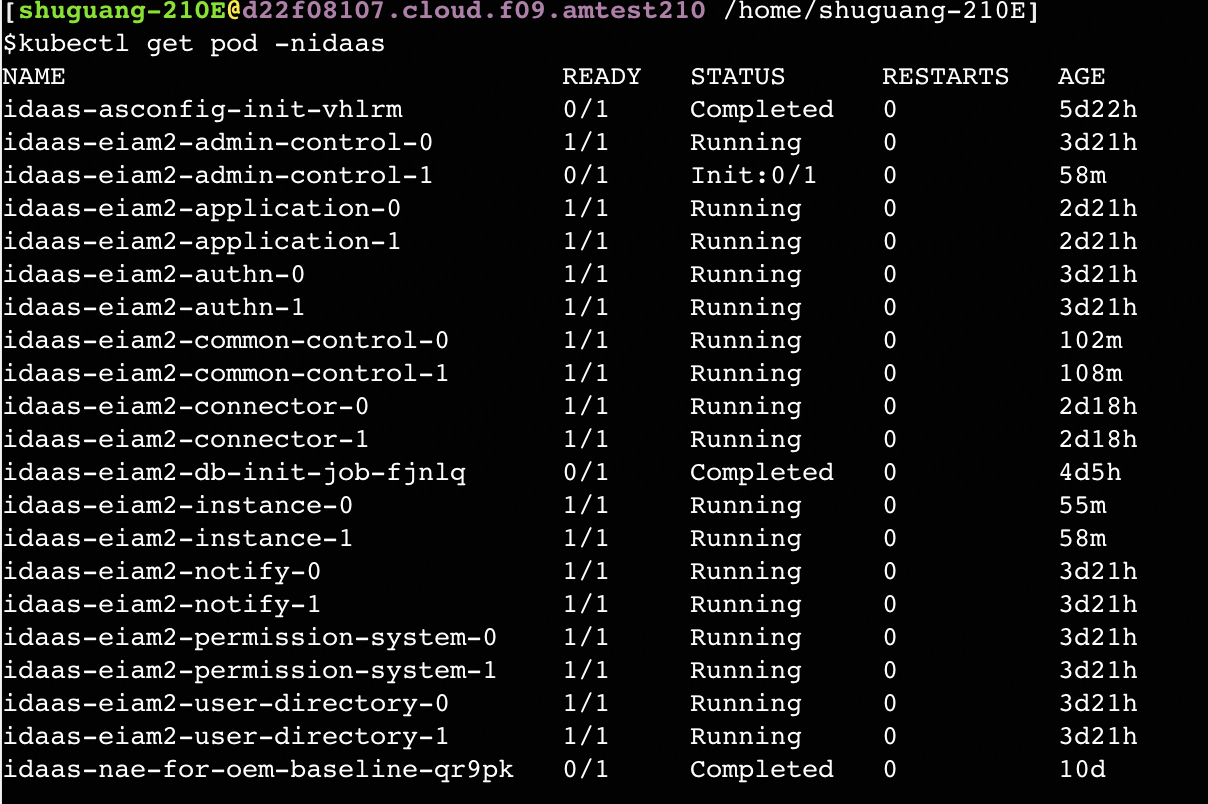 [shuguang-210E@d22f08107.cloud.f09.amtest210 /home/shuguang-210E]
$kubectl get pod -nidaas
NAME READY STATUS RESTARTS AGE
idaas-asconfig-init-vhlrm 0/1 Completed 0 5d22h
idaas-eiam2-admin-control-0 1/1 Running 0 3d21h
idaas-eiam2-admin-control-1 0/1 Init:0/1 0 58m
idaas-eiam2-application-0 1/1 Running 0 2d21h
idaas-eiam2-application-1 1/1 Running 0 2d21h
idaas-eiam2-authn-0 1/1 Running 0 3d21h
idaas-eiam2-authn-1 1/1 Running 0 3d21h
idaas-eiam2-common-control-0 1/1 Running 0 102m
idaas-eiam2-common-control-1 1/1 Running 0 108m
idaas-eiam2-connector-0 1/1 Running 0 2d18h
idaas-eiam2-connector-1 1/1 Running 0 2d18h
idaas-eiam2-db-init-job-fjnlq 0/1 Completed 0 4d5h
idaas-eiam2-instance-0 1/1 Running 0 55m
idaas-eiam2-instance-1 1/1 Running 0 58m
idaas-eiam2-notify-0 1/1 Running 0 3d21h
idaas-eiam2-notify-1 1/1 Running 0 3d21h
idaas-eiam2-permission-system-0 1/1 Running 0 3d21h
idaas-eiam2-permission-system-1 1/1 Running 0 3d21h
idaas-eiam2-user-directory-0 1/1 Running 0 3d21h
idaas-eiam2-user-directory-1 1/1 Running 0 3d21h
idaas-nae-for-oem-baseline-qr9pk 0/1 Completed 0 10d